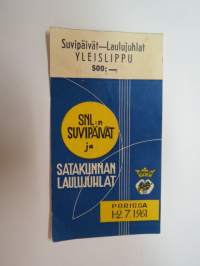 Suvipäivät—Laulujuhlat
YLEISLIPPU
500:—
SNL:n
SUVIPÄIVÄT
ja
SATAKUNNAN
LAULUJUHLAT
PORISSA
1-2.7.1961